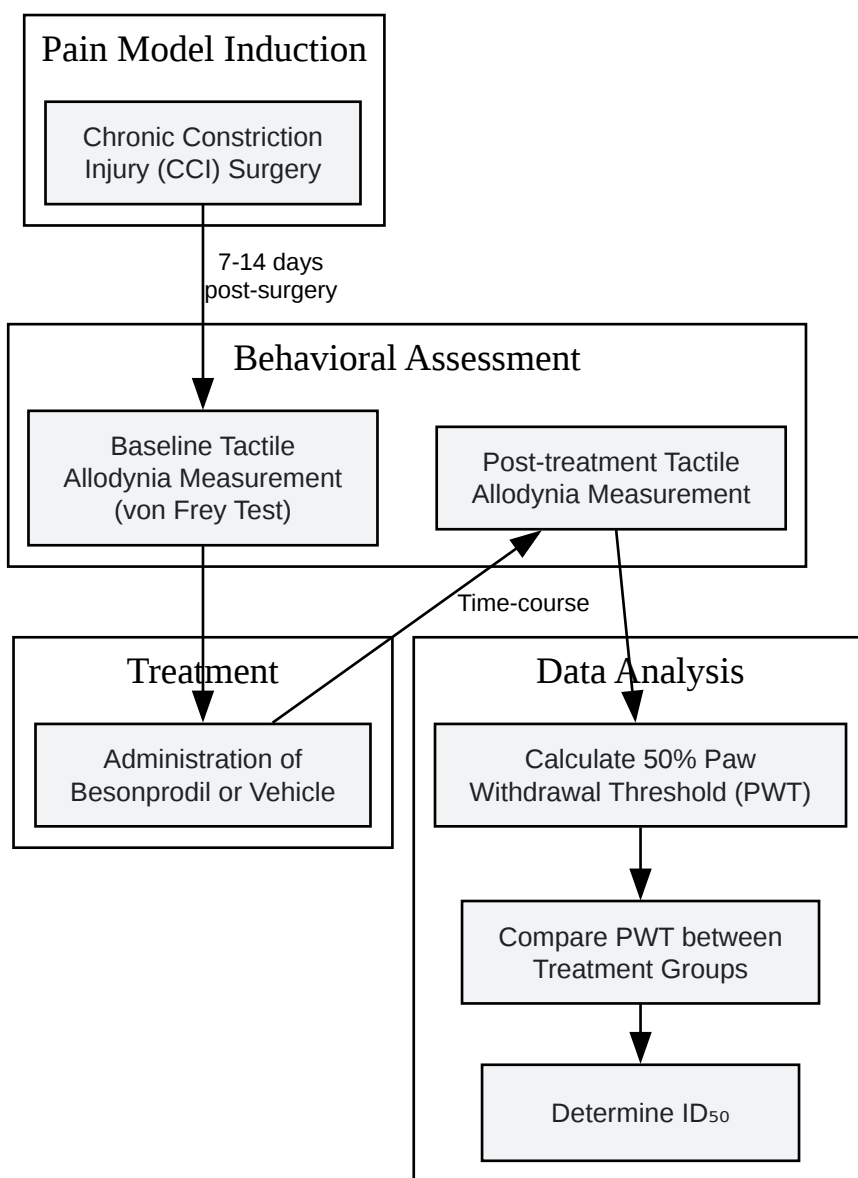 Pain Model Induction
Chronic Constriction
Injury (CCI) Surgery
7-14 days
post-surgery
Behavioral Assessment
Baseline Tactile
Allodynia Measurement
(von Frey Test)
Post-treatment Tactile
Allodynia Measurement
Time-course
Treatment
Administration of
Besonprodil or Vehicle
Data Analysis
Calculate 50% Paw
Withdrawal Threshold (PWT)
Compare PWT between
Treatment Groups
Determine ID₅₀